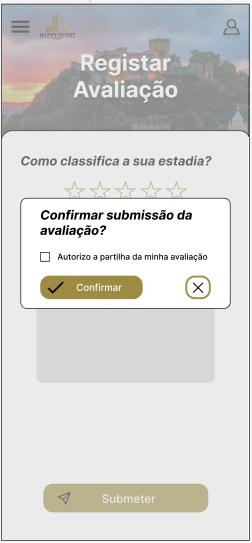 HAPPY GUEST
Registar
Avaliação
Como classifica a sua estadia?
Confirmar submissão da
avaliação?
Autorizo a partilha da minha avaliação
Confirmar
Submeter